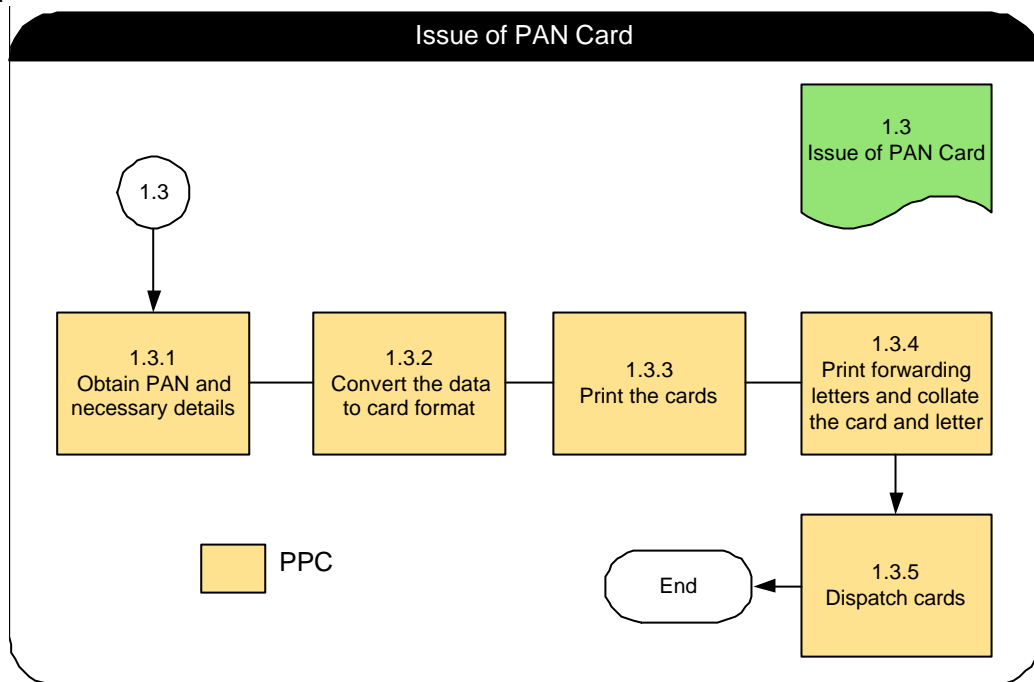 Issue of PAN Card
1.3
Issue of PAN Card
1.3
1.3.1
Obtain PAN and
necessary details
1.3.2
Convert the data
to card format
1.3.3
Print the cards
1.3.4
Print forwarding
letters and collate
the card and letter
PPC
End
1.3.5
Dispatch cards